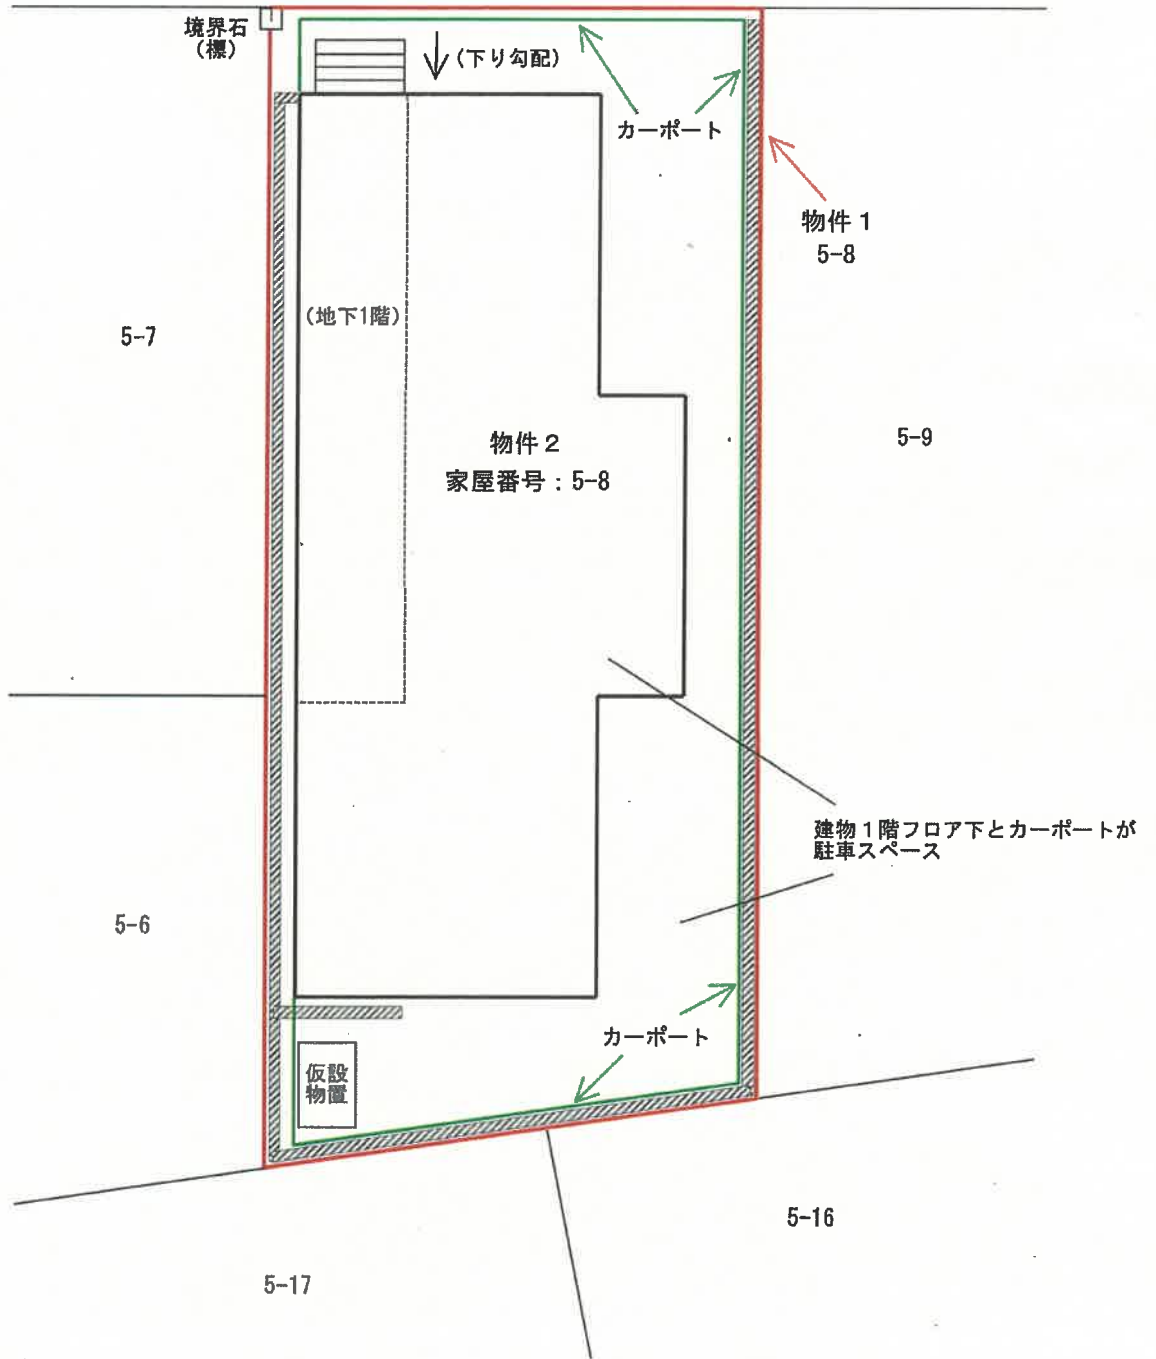 境界石
（標）
（下り勾配）
カーポート
物件１
5-8
（地下1階）
5-7
物件２
家屋番号：5-8
5-9
建物１階フロア下とカーポートが
駐車スペース
5-6
カーポート
仮設
物置
5-16
5-17